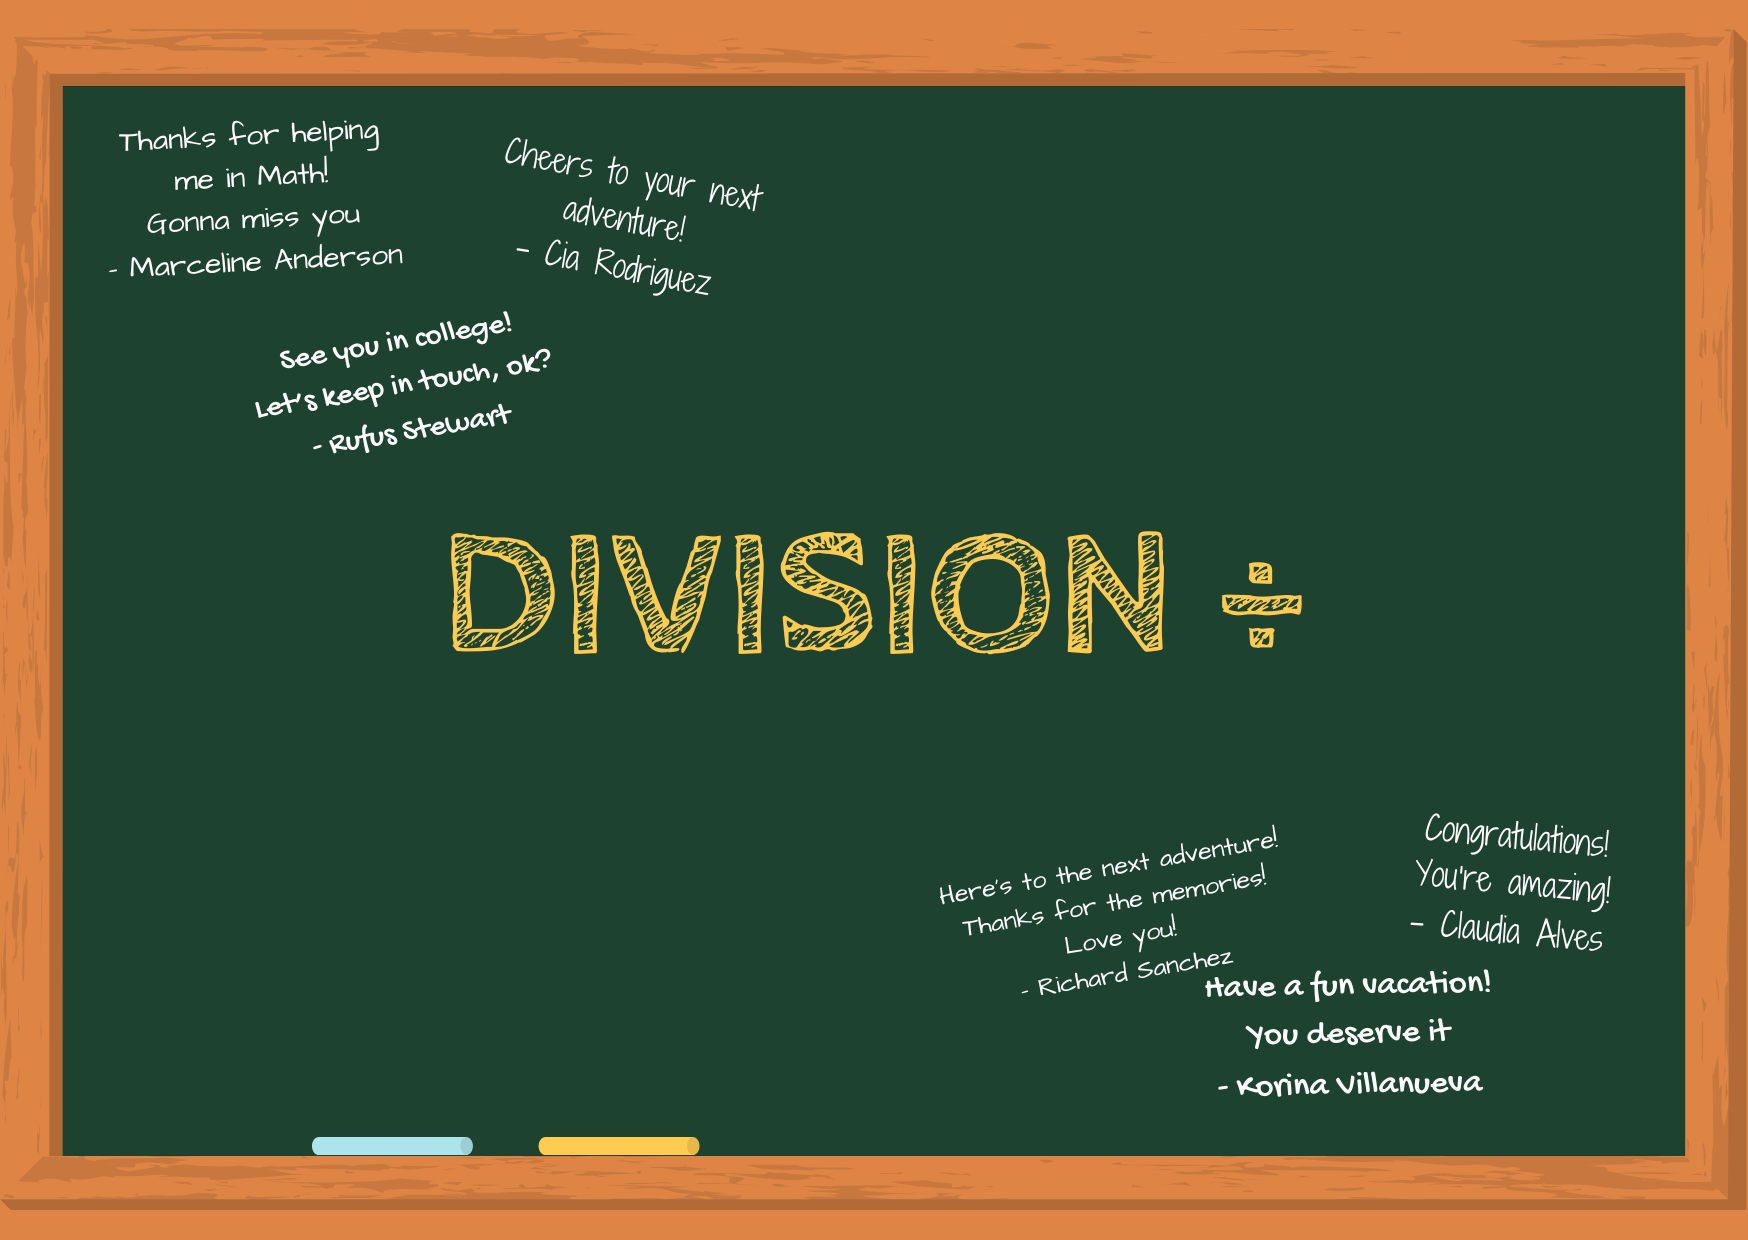 Thanks for helping
me in Math!
Gonna miss you
- Marceline Anderson
Cheers to your next
adventure!
- Cia Rodriguez
See you in college!
Let's keep in touch, ok?
- Rufus Stewart
DIVISION ÷
Here's to the next adventure!
Thanks for the memories!
Love you!
- Richard Sanchez
Congratulations!
You're amazing!
- Claudia Alves
Have a fun vacation!
You deserve it
- Korina Villanueva